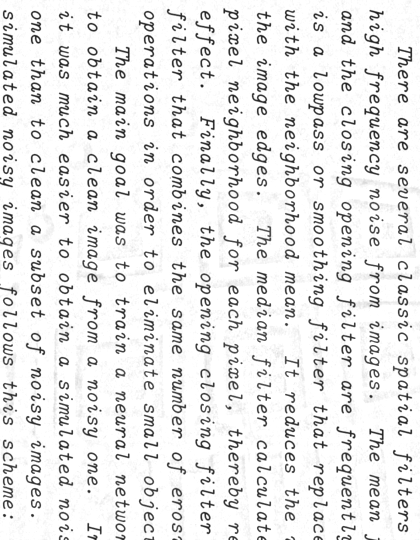 There are several classic spatial filters
high frequency noise from images. The mean
and the closing opening filter are frequently
is a lowpass or smoothing filter that replace
with the neighborhood mean. It reduces the
the image edges. The median filter calculate
pixel neighborhood for each pixel, thereby re
effect. Finally, the opening closing filter
filter that combines the same number of eros
operations in order to eliminate small objec
The main goal was to train a neural networ
to obtain a clean image from a noisy one. In
it was much easier to obtain a simulated nois
one than to clean a subset of noisy images.
simulated noisy images follows this scheme: